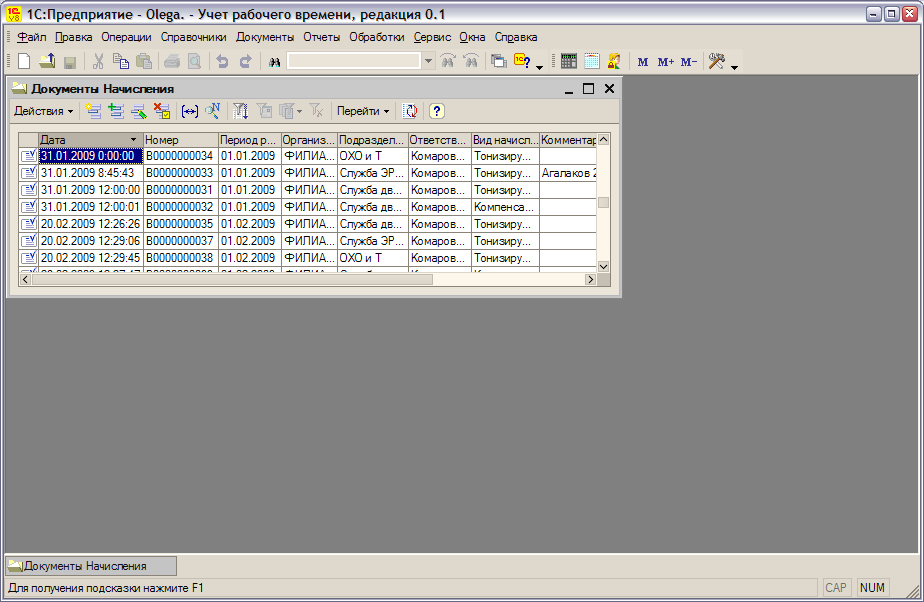 1С:Предприятие - Olega. - Учет рабочего времени, редакция 0.1
Файл Правка Операции Справочники Документы Отчеты Обработки Сервис Окна Справка
M M+ M-
Документы Начисления
Действия Перейти
Дата Номер Период р... Организ... Подраздел... Ответств... Вид начисл... Комментар
31.01.2009 0:00:00 В0000000034 01.01.2009 ФИЛИА... ОХО и Т Комаров... Тонизиру...
31.01.2009 8:45:43 В0000000033 01.01.2009 ФИЛИА... Служба ЭР... Комаров... Тонизиру... Агалаков 2
31.01.2009 12:00:00 В0000000031 01.01.2009 ФИЛИА... Служба дв... Комаров... Тонизиру...
31.01.2009 12:00:01 В0000000032 01.01.2009 ФИЛИА... Служба дв... Комаров... Компенса...
20.02.2009 12:26:26 В0000000035 01.02.2009 ФИЛИА... Служба дв... Комаров... Тонизиру...
20.02.2009 12:29:06 В0000000037 01.02.2009 ФИЛИА... Служба ЭР... Комаров... Тонизиру...
20.02.2009 12:29:45 В0000000038 01.02.2009 ФИЛИА... ОХО и Т Комаров... Тонизиру...
Документы Начисления
Для получения подсказки нажмите F1 CAP NUM